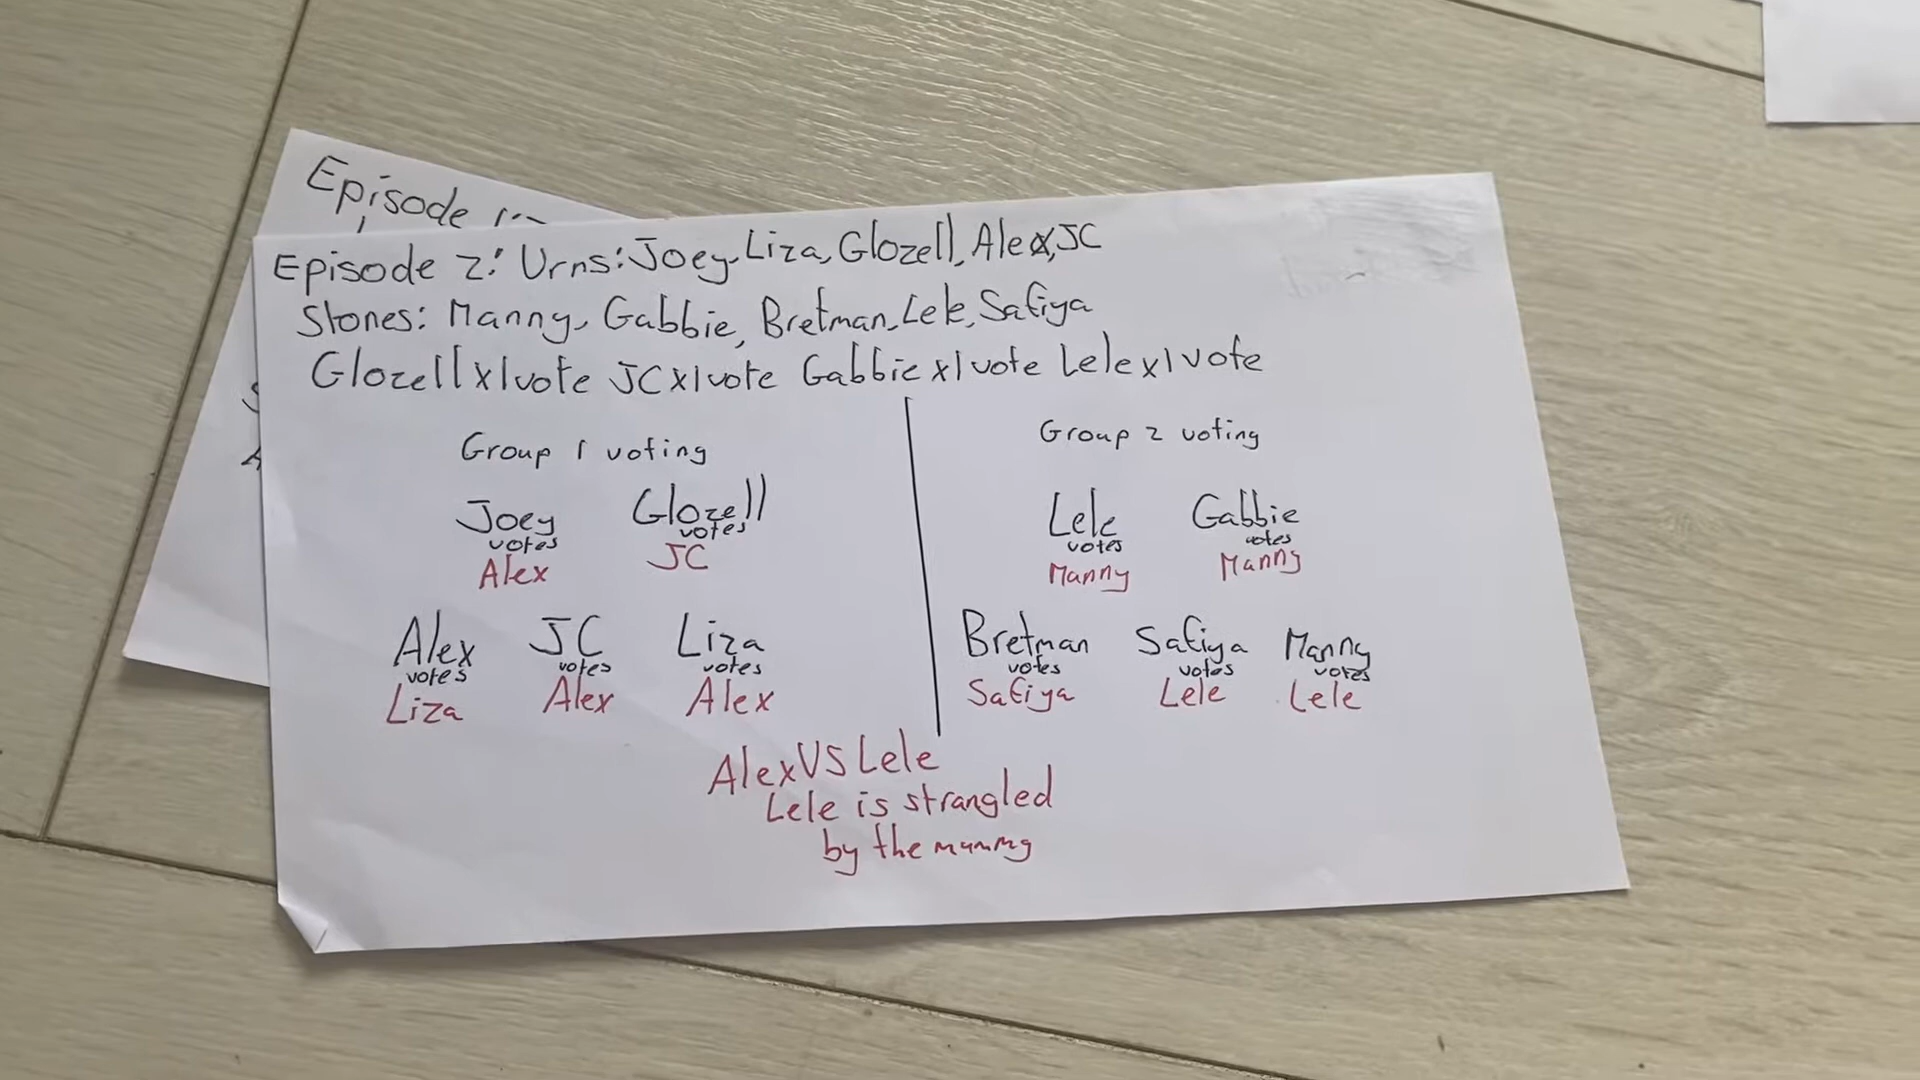 Episode 1:-
Episode 2: Urns: Joey, Liza, Glozell, Alex, JC
Stones: Manny, Gabbie, Bretman, Lele, Safiya
Glozell x1 vote JC x1 vote Gabbie x1 vote Lele x1 vote
Group 1 voting
Joey Glozell
votes votes
Alex JC
Alex JC Liza
votes votes votes
Liza Alex Alex
Group 2 voting
Lele Gabbie
votes votes
Manny Manny
Bretman Safiya Manny
votes votes votes
Safiya Lele Lele
Alex VS Lele
Lele is strangled
by the mummy